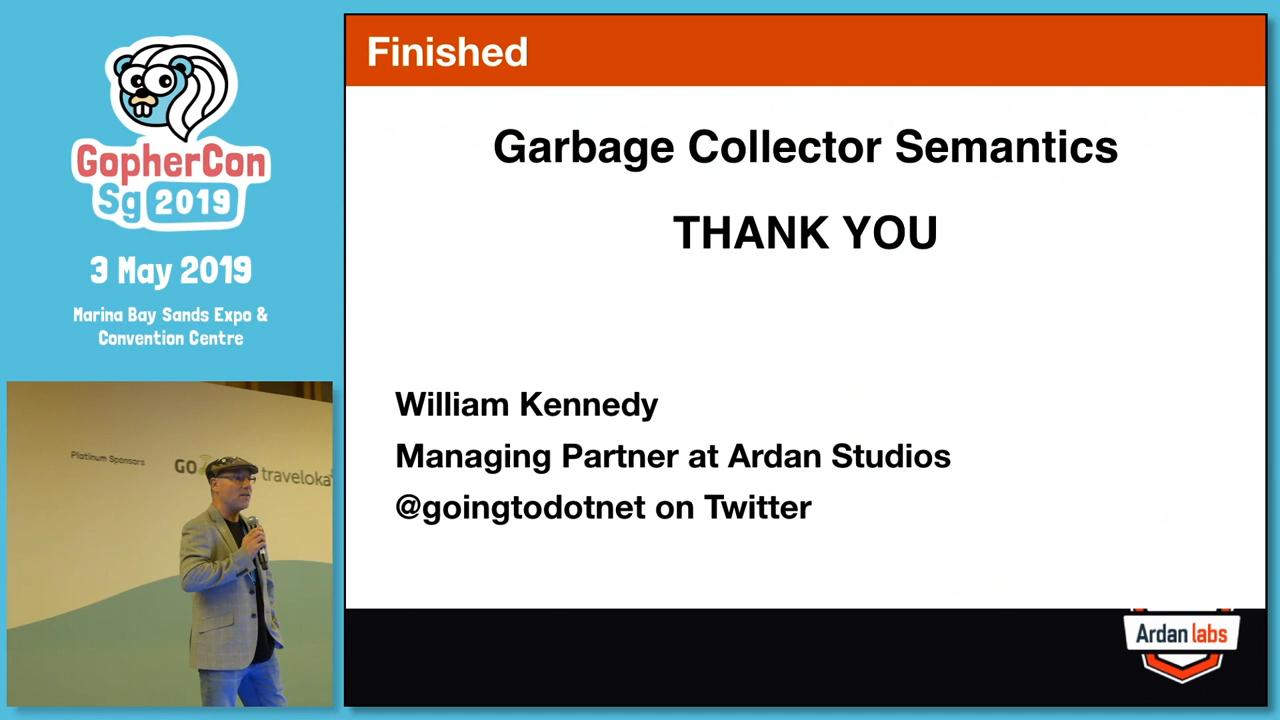 GopherCon
Sg 2019
3 May 2019
Marina Bay Sands Expo &
Convention Centre
Platinum Sponsors
GO
traveloka
Finished
Garbage Collector Semantics
THANK YOU
William Kennedy
Managing Partner at Ardan Studios
@goingtodotnet on Twitter
Ardan labs